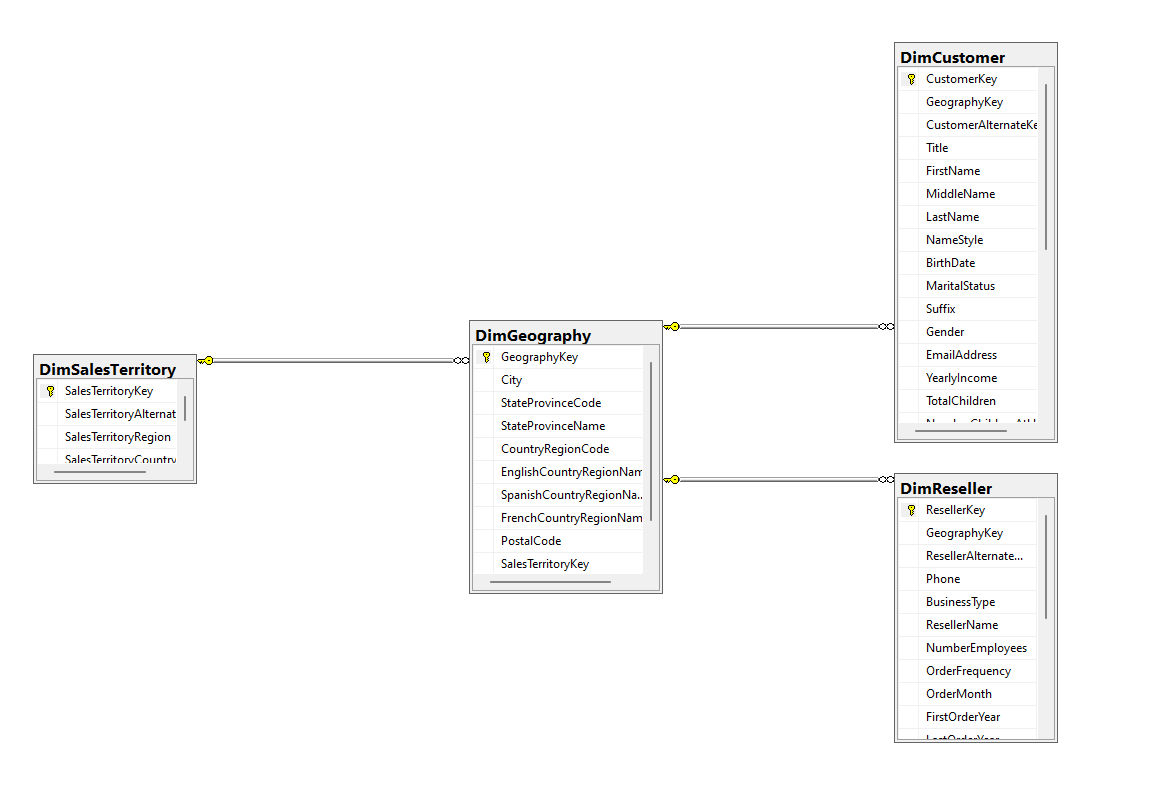 DimCustomer
CustomerKey
GeographyKey
CustomerAlternateKe
Title
FirstName
MiddleName
LastName
NameStyle
BirthDate
MaritalStatus
Suffix
Gender
EmailAddress
YearlyIncome
TotalChildren
DimGeography
GeographyKey
City
StateProvinceCode
StateProvinceName
CountryRegionCode
EnglishCountryRegionNam
SpanishCountryRegionNa...
FrenchCountryRegionNam
PostalCode
SalesTerritoryKey
DimSalesTerritory
SalesTerritoryKey
SalesTerritoryAlternat
SalesTerritoryRegion
SalesTerritoryCountry
DimReseller
ResellerKey
GeographyKey
ResellerAlternate...
Phone
BusinessType
ResellerName
NumberEmployees
OrderFrequency
OrderMonth
FirstOrderYear
LastOrderYear